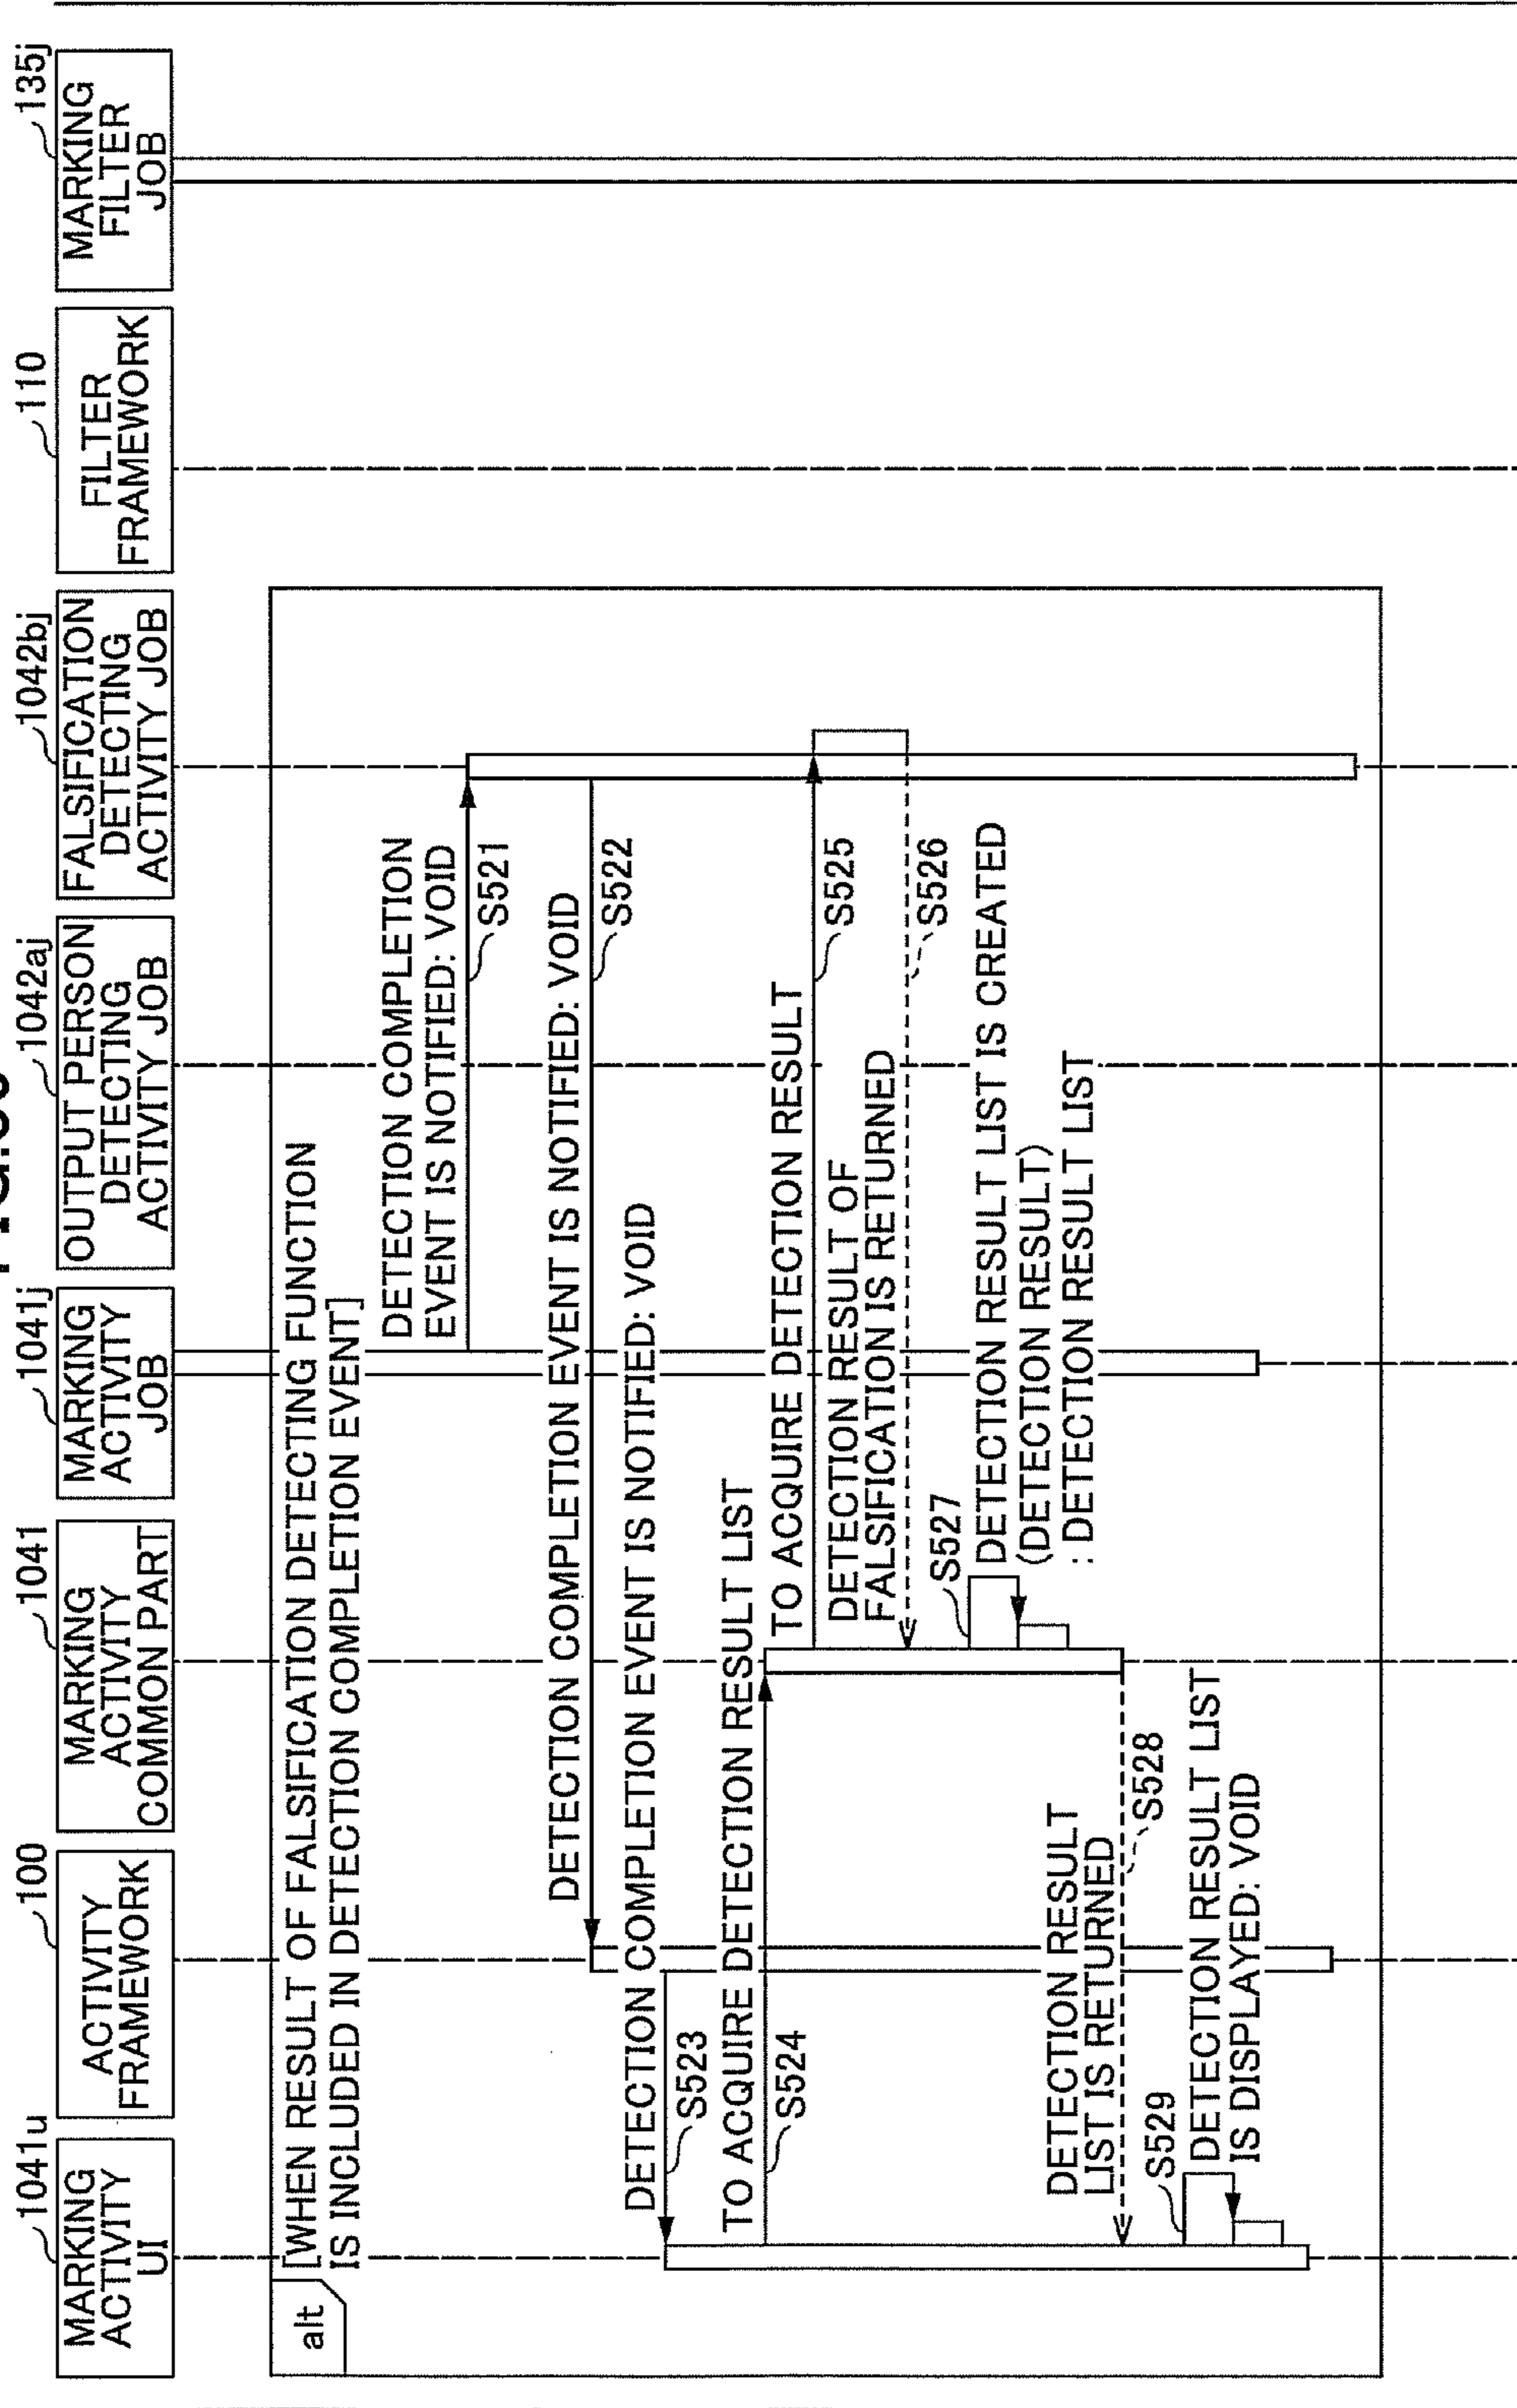 1041u
MARKING
ACTIVITY
UI
100
ACTIVITY
FRAMEWORK
1041
MARKING
ACTIVITY
COMMON PART
1041j
MARKING
ACTIVITY
JOB
1042aj
OUTPUT PERSON
DETECTING
ACTIVITY JOB
1042bj
FALSIFICATION
DETECTING
ACTIVITY JOB
110
FILTER
FRAMEWORK
135j
MARKING
FILTER
JOB
alt
[WHEN RESULT OF FALSIFICATION DETECTING FUNCTION
IS INCLUDED IN DETECTION COMPLETION EVENT]
DETECTION COMPLETION
EVENT IS NOTIFIED: VOID
S521
DETECTION COMPLETION EVENT IS NOTIFIED: VOID
S522
DETECTION COMPLETION EVENT IS NOTIFIED: VOID
S523
TO ACQUIRE DETECTION RESULT LIST
S524
TO ACQUIRE DETECTION RESULT
S525
DETECTION RESULT OF
FALSIFICATION IS RETURNED
S526
S527
DETECTION RESULT LIST IS CREATED
(DETECTION RESULT)
: DETECTION RESULT LIST
DETECTION RESULT
LIST IS RETURNED
S528
S529
DETECTION RESULT LIST
IS DISPLAYED: VOID